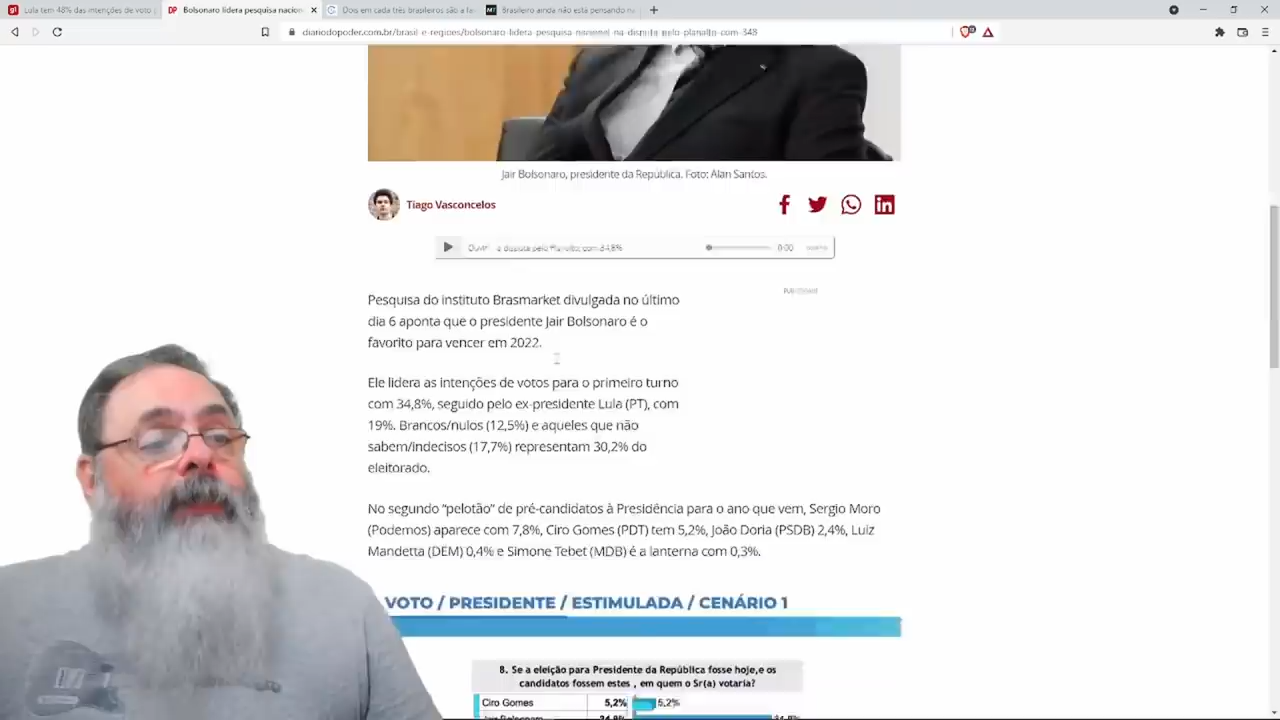 Lula tem 48% das intenções de voto
Bolsonaro lidera pesquisa nacion
Dois em cada três brasileiros são a fa
Brasileiro ainda não está pensando n
diariodopoder.com.br/brasil-e-regioes/bolsonaro-lidera-pesquisa-nacional-na-disputa-pelo-planalto-com-348
Jair Bolsonaro, presidente da República. Foto: Alan Santos.
Tiago Vasconcelos
a disputa pelo Planalto, com 34,8%
0:00
Pesquisa do instituto Brasmarket divulgada no último
dia 6 aponta que o presidente Jair Bolsonaro é o
favorito para vencer em 2022.
Ele lidera as intenções de votos para o primeiro turno
com 34,8%, seguido pelo ex-presidente Lula (PT), com
19%. Brancos/nulos (12,5%) e aqueles que não
sabem/indecisos (17,7%) representam 30,2% do
eleitorado.
No segundo “pelotão” de pré-candidatos à Presidência para o ano que vem, Sergio Moro
(Podemos) aparece com 7,8%, Ciro Gomes (PDT) tem 5,2%, João Doria (PSDB) 2,4%, Luiz
Mandetta (DEM) 0,4% e Simone Tebet (MDB) é a lanterna com 0,3%.
VOTO / PRESIDENTE / ESTIMULADA / CENÁRIO 1
8. Se a eleição para Presidente da República fosse hoje,e os
candidatos fossem estes , em quem o Sr(a) votaria?
Ciro Gomes 5,2% 5,2%